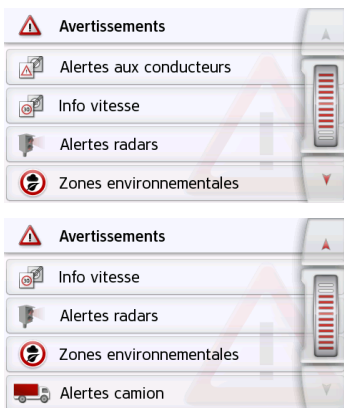 Avertissements
Alertes aux conducteurs
Info vitesse
Alertes radars
Zones environnementales
Avertissements
Info vitesse
Alertes radars
Zones environnementales
Alertes camion